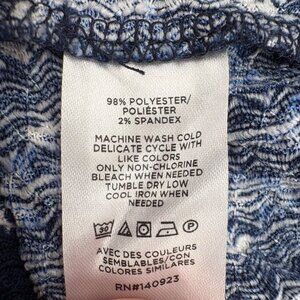 98% POLYESTER/
POLIÉSTER
2% SPANDEX
MACHINE WASH COLD
DELICATE CYCLE WITH
LIKE COLORS
ONLY NON-CHLORINE
BLEACH WHEN NEEDED
TUMBLE DRY LOW
COOL IRON WHEN
NEEDED
30
AVEC DES COULEURS
SEMBLABLES/CON
COLORES SIMILARES
RN#140923